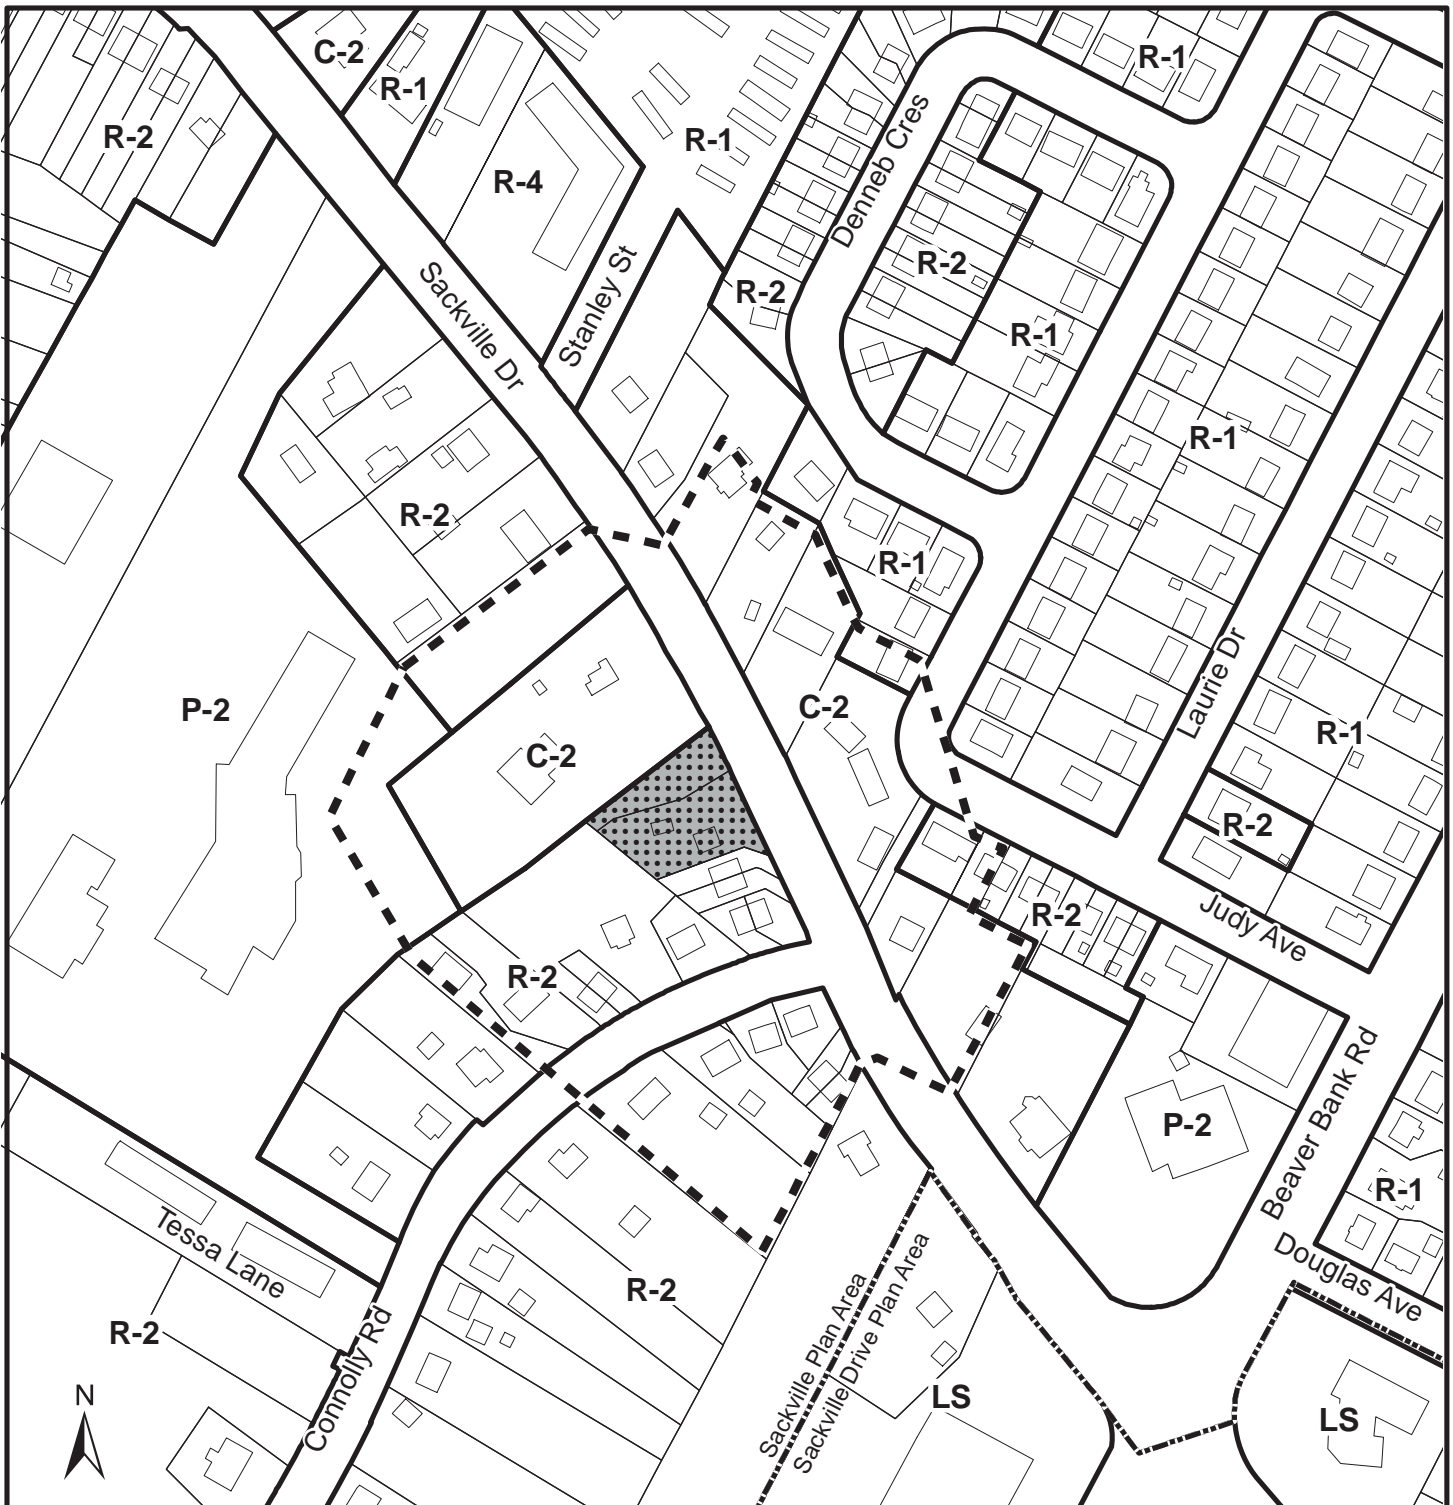 C-2
R-1
R-1
R-2
R-1
R-4
Denneb Cres
R-2
R-2
Stanley St
Sackville Dr
R-1
R-1
R-2
R-1
Laurie Dr
P-2
C-2
C-2
R-1
R-2
Judy Ave
R-2
R-2
Beaver Bank Rd
P-2
R-1
Tessa Lane
Douglas Ave
R-2
R-2
Connolly Rd
Sackville Plan Area
Sackville Drive Plan Area
LS
LS
N